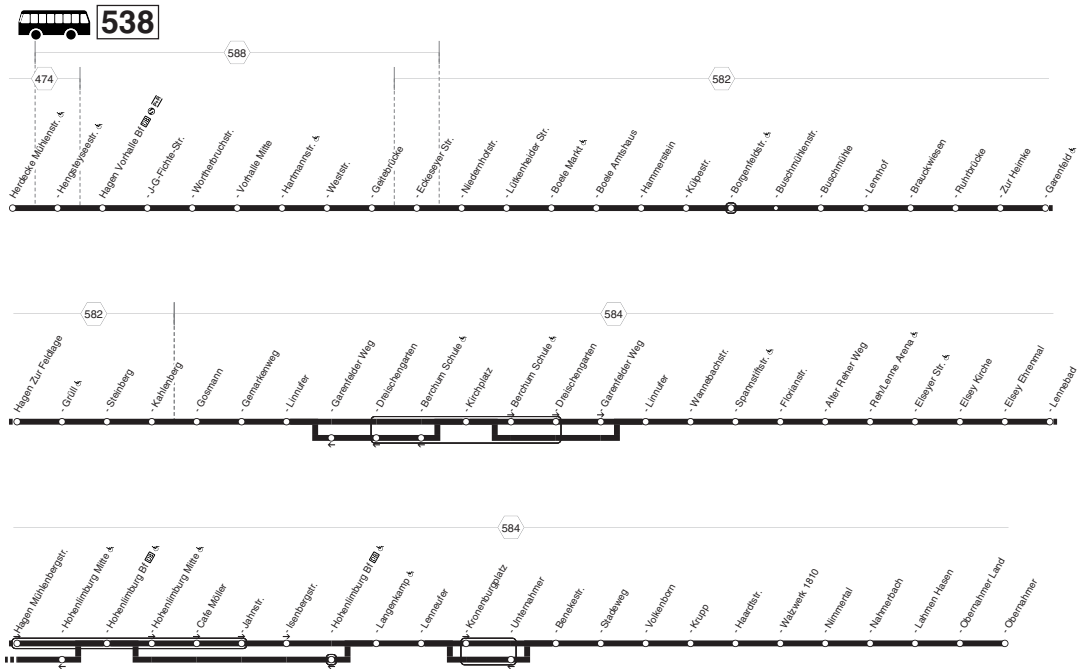 538
588
474
582
Herdecke Mühlenstr.
- Hengsteyseestr.
- Hagen Vorhalle Bf
- J-G-Fichte-Str.
- Wortherbruchstr.
- Vorhalle Mitte
- Hartmannstr.
- Weststr.
- Geitebrücke
- Eckeseyer Str.
- Niedernhofstr.
- Lütkenheider Str.
- Boele Markt
- Boele Amtshaus
- Hammerstein
- Külpestr.
- Borgenfeldstr.
- Buschmühlenstr.
- Buschmühle
- Lennhof
- Brauckwiesen
- Ruhrbrücke
- Zur Heimke
- Garenfeld
582
584
Hagen Zur Feldlage
- Grüll
- Steinberg
- Kahlenberg
- Gosmann
- Gemarkenweg
- Linnufer
- Garenfelder Weg
- Dreischengarten
- Berchum Schule
- Kirchplatz
- Berchum Schule
- Dreischengarten
- Garenfelder Weg
- Linnufer
- Wannebachstr.
- Spannstiftstr.
- Florianstr.
- Alter Reher Weg
- Reh/Lenne Arena
- Elseyer Str.
- Elsey Kirche
- Elsey Ehrenmal
- Lennebad
584
Hagen Mühlenbergstr.
- Hohenlimburg Mitte
- Hohenlimburg Bf
- Hohenlimburg Mitte
- Cafe Möller
- Jahnstr.
- Isenbergstr.
- Hohenlimburg Bf
- Langenkamp
- Lenneufer
- Kronenburgplatz
- Unternahmer
- Benekestr.
- Stadeweg
- Volkenborn
- Krupp
- Haardtstr.
- Walzwerk 1810
- Nimmertal
- Nahmerbach
- Lahmen Hasen
- Obernahmer Land
- Obernahmer